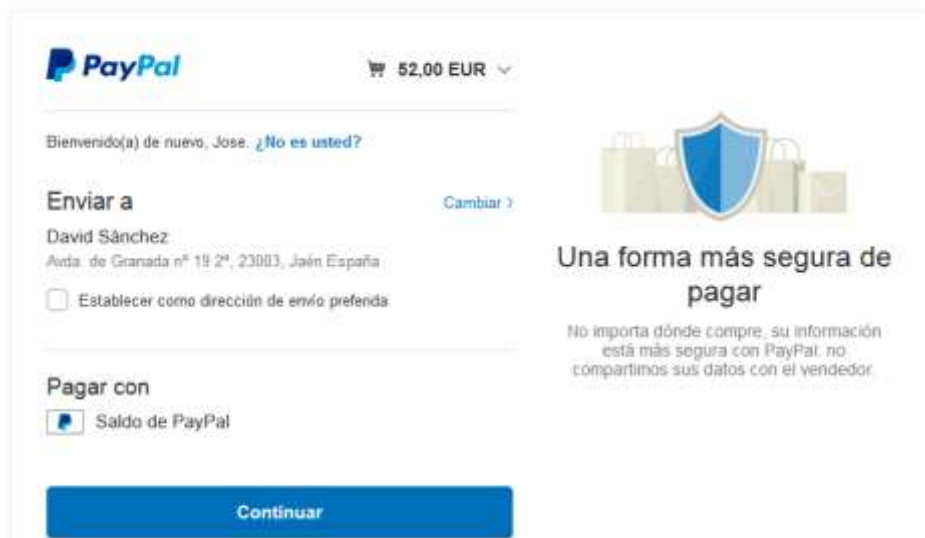 PayPal
52,00 EUR
Bienvenido(a) de nuevo, Jose. ¿No es usted?
Enviar a
Cambiar >
David Sánchez
Avda. de Granada nº 19 2º, 23003, Jaén España
Establecer como dirección de envío preferida
Pagar con
Saldo de PayPal
Continuar
Una forma más segura de
pagar
No importa dónde compre, su información
está más segura con PayPal: no
compartimos sus datos con el vendedor.